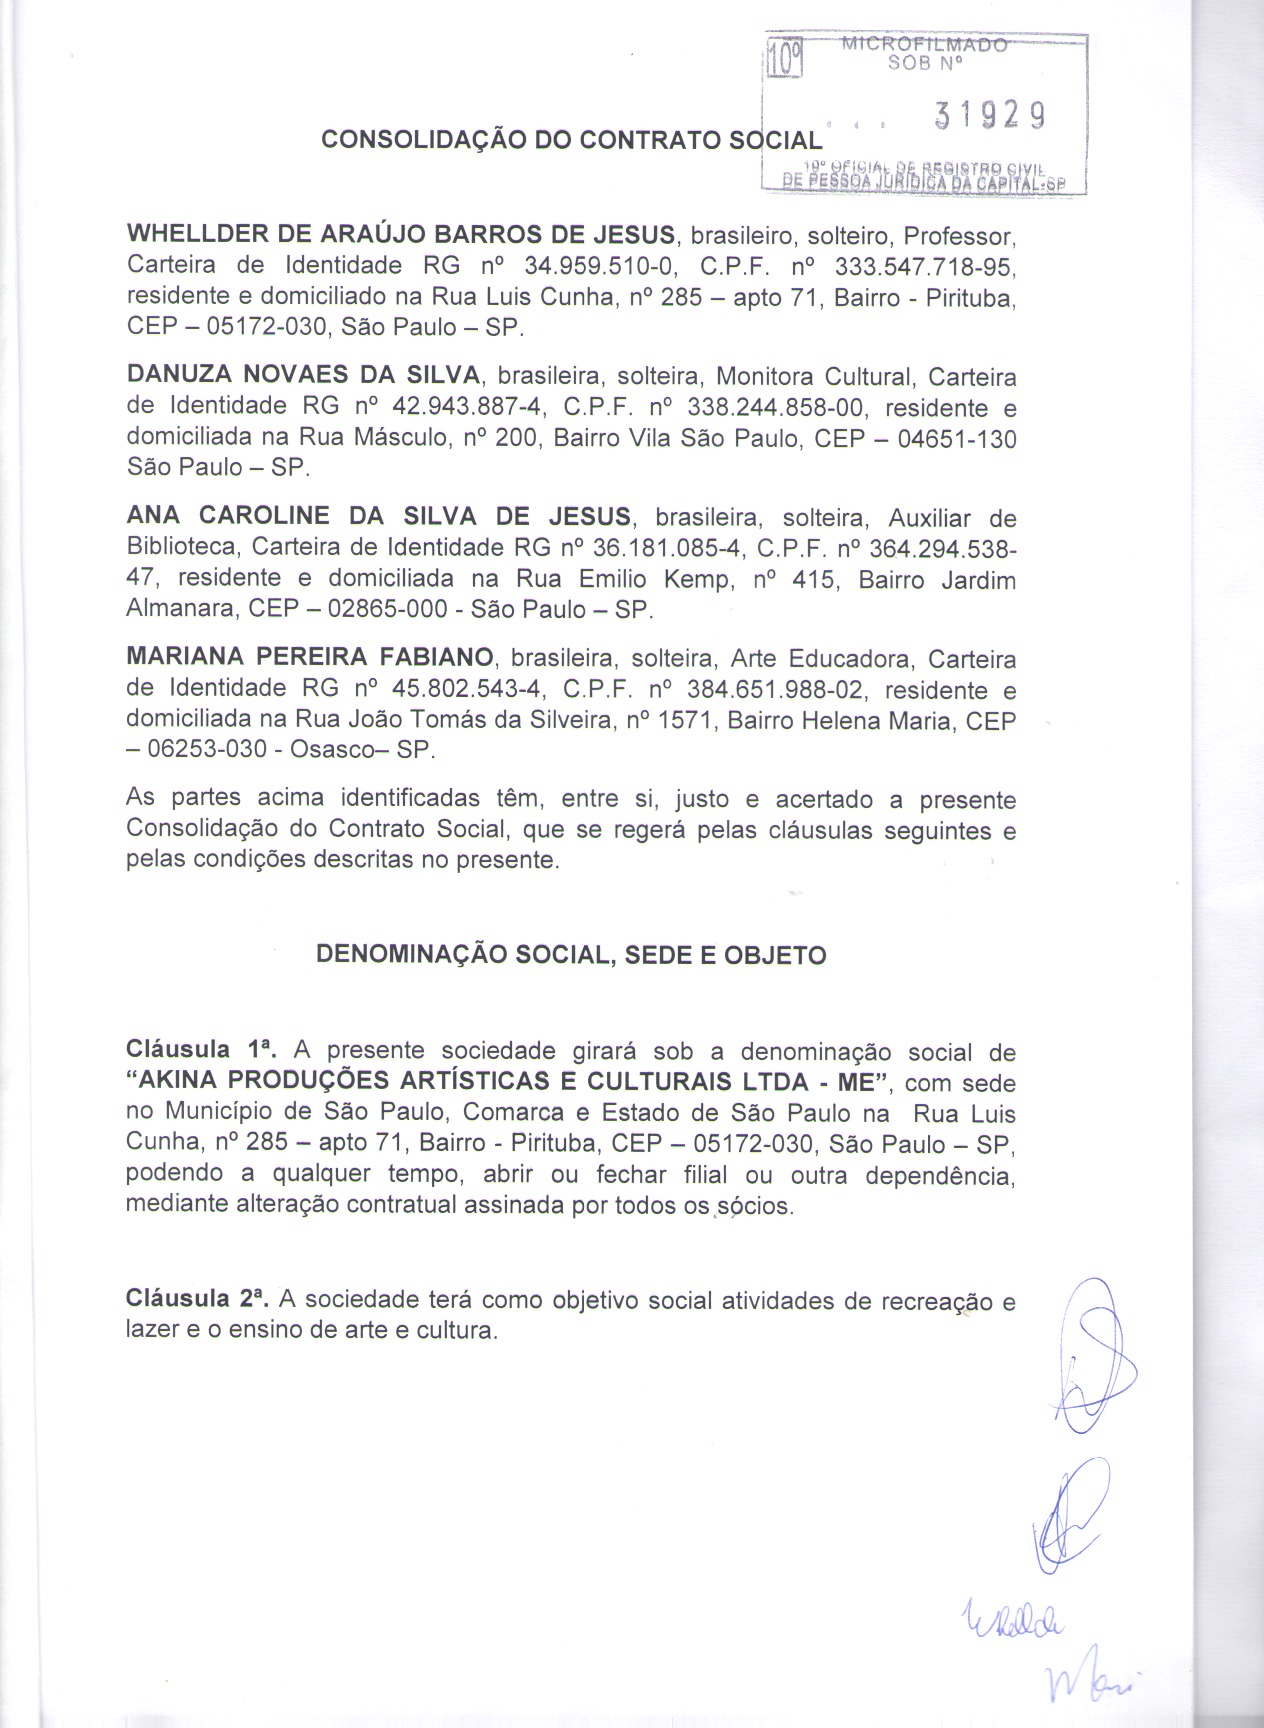 10º
MICROFILMADO
SOB Nº
31929
CONSOLIDAÇÃO DO CONTRATO SOCIAL
10º OFICIAL DE REGISTRO CIVIL
DE PESSOA JURÍDICA DA CAPITAL-SP
WHELLDER DE ARAÚJO BARROS DE JESUS, brasileiro, solteiro, Professor,
Carteira de Identidade RG nº 34.959.510-0, C.P.F. nº 333.547.718-95,
residente e domiciliado na Rua Luis Cunha, nº 285 – apto 71, Bairro - Pirituba,
CEP – 05172-030, São Paulo – SP.
DANUZA NOVAES DA SILVA, brasileira, solteira, Monitora Cultural, Carteira
de Identidade RG nº 42.943.887-4, C.P.F. nº 338.244.858-00, residente e
domiciliada na Rua Másculo, nº 200, Bairro Vila São Paulo, CEP – 04651-130
São Paulo – SP.
ANA CAROLINE DA SILVA DE JESUS, brasileira, solteira, Auxiliar de
Biblioteca, Carteira de Identidade RG nº 36.181.085-4, C.P.F. nº 364.294.538-
47, residente e domiciliada na Rua Emilio Kemp, nº 415, Bairro Jardim
Almanara, CEP – 02865-000 - São Paulo – SP.
MARIANA PEREIRA FABIANO, brasileira, solteira, Arte Educadora, Carteira
de Identidade RG nº 45.802.543-4, C.P.F. nº 384.651.988-02, residente e
domiciliada na Rua João Tomás da Silveira, nº 1571, Bairro Helena Maria, CEP
– 06253-030 - Osasco– SP.
As partes acima identificadas têm, entre si, justo e acertado a presente
Consolidação do Contrato Social, que se regerá pelas cláusulas seguintes e
pelas condições descritas no presente.
DENOMINAÇÃO SOCIAL, SEDE E OBJETO
Cláusula 1ª. A presente sociedade girará sob a denominação social de
“AKINA PRODUÇÕES ARTÍSTICAS E CULTURAIS LTDA - ME”, com sede
no Município de São Paulo, Comarca e Estado de São Paulo na Rua Luis
Cunha, nº 285 – apto 71, Bairro - Pirituba, CEP – 05172-030, São Paulo – SP,
podendo a qualquer tempo, abrir ou fechar filial ou outra dependência,
mediante alteração contratual assinada por todos os sócios.
Cláusula 2ª. A sociedade terá como objetivo social atividades de recreação e
lazer e o ensino de arte e cultura.